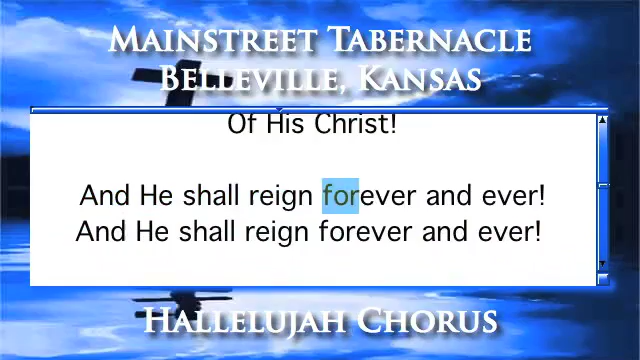 Mainstreet Tabernacle
Belleville, Kansas
Of His Christ!
And He shall reign forever and ever!
And He shall reign forever and ever!
Hallelujah Chorus